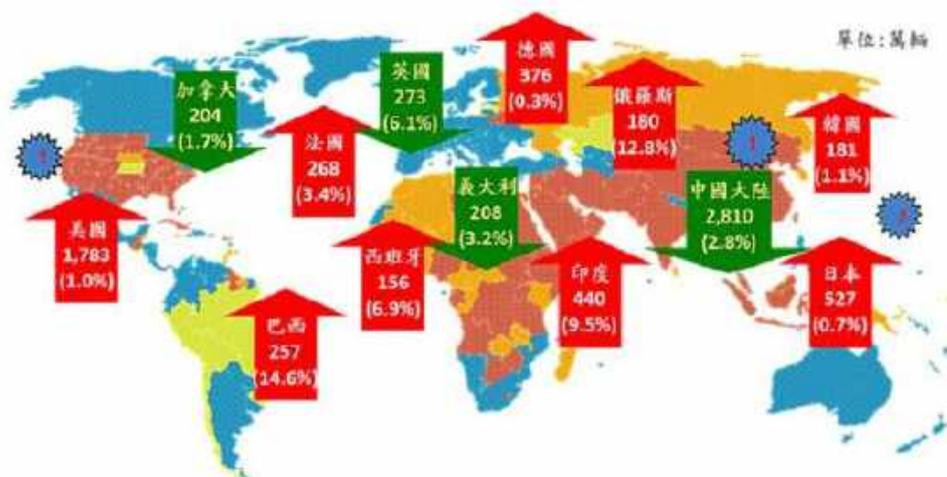 單位:萬輛
德國
376
(0.3%)
英國
273
(6.1%)
加拿大
204
(1.7%)
俄羅斯
180
(12.8%)
韓國
181
(1.1%)
法國
268
(3.4%)
義大利
208
(3.2%)
中國大陸
2,810
(2.8%)
美國
1,783
(1.0%)
西班牙
156
(6.9%)
印度
440
(9.5%)
日本
527
(0.7%)
巴西
257
(14.6%)